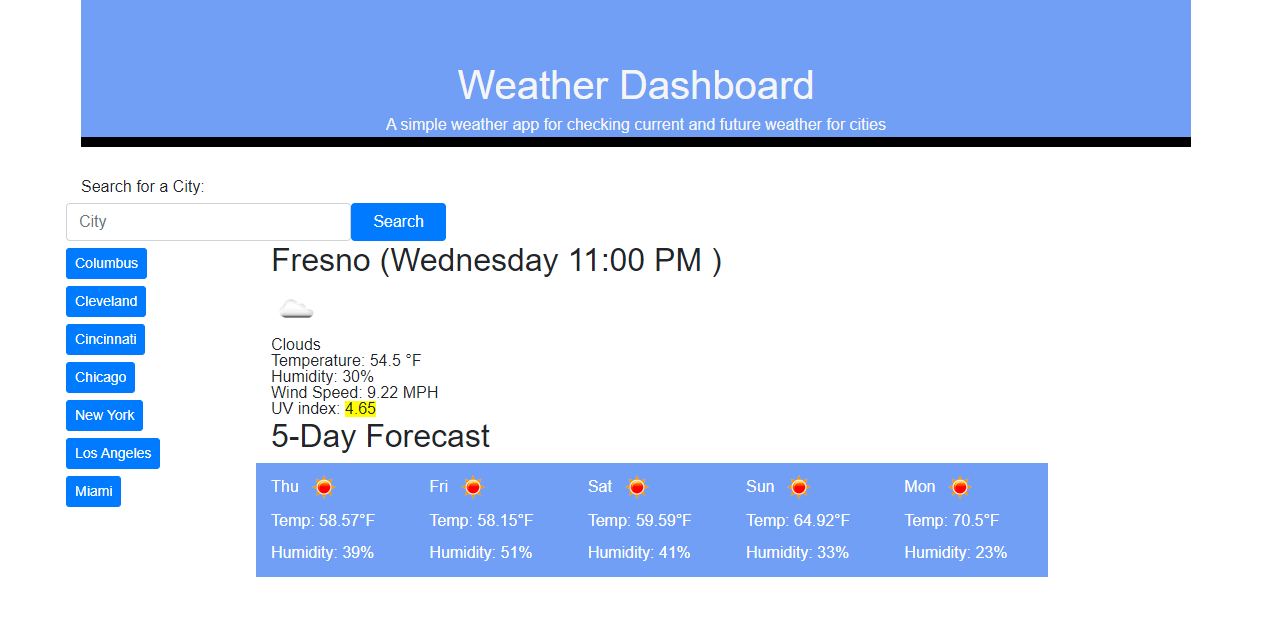 Weather Dashboard
A simple weather app for checking current and future weather for cities
Search for a City:
City
Search
Columbus
Cleveland
Cincinnati
Chicago
New York
Los Angeles
Miami
Fresno (Wednesday 11:00 PM )
Clouds
Temperature: 54.5 °F
Humidity: 30%
Wind Speed: 9.22 MPH
UV index: 4.65
5-Day Forecast
Thu
Temp: 58.57°F
Humidity: 39%
Fri
Temp: 58.15°F
Humidity: 51%
Sat
Temp: 59.59°F
Humidity: 41%
Sun
Temp: 64.92°F
Humidity: 33%
Mon
Temp: 70.5°F
Humidity: 23%